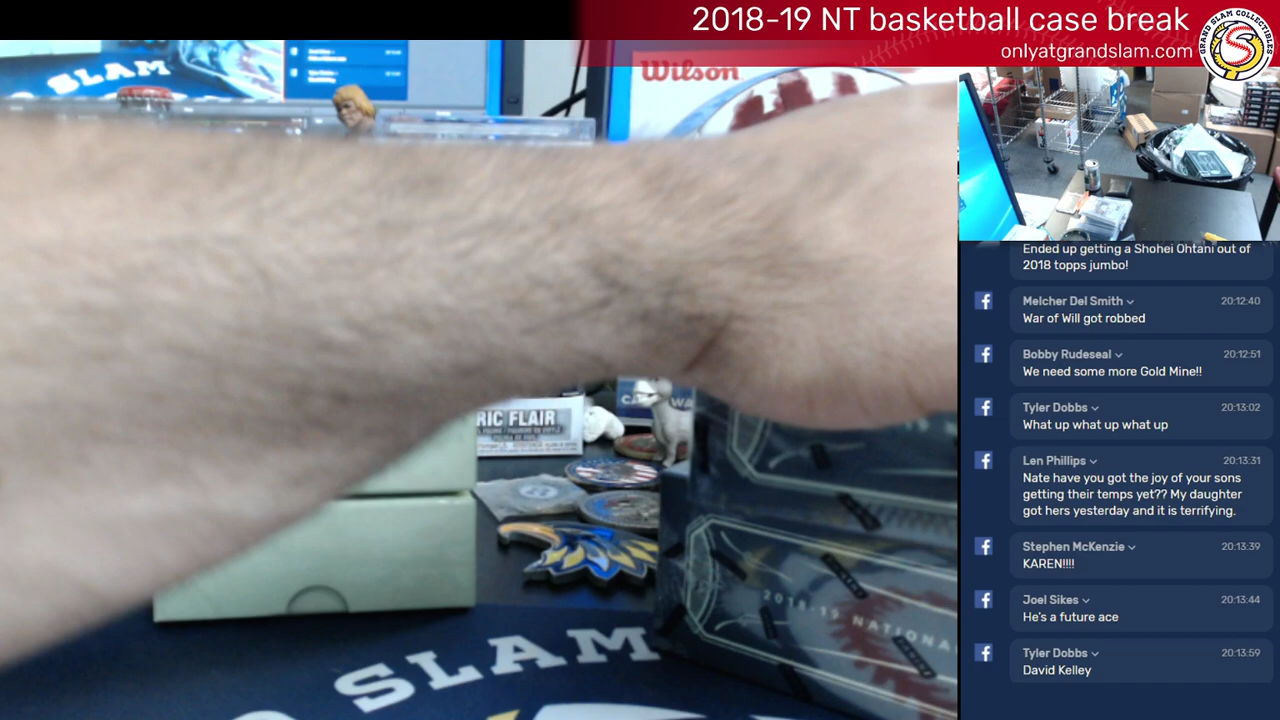 2018-19 NT basketball case break
onlyatgrandslam.com
GRAND SLAM COLLECTIBLES
SLAM
Wilson
RIC FLAIR
2018-19 NATIONA
SLAM
Ended up getting a Shohei Ohtani out of
2018 topps jumbo!
Melcher Del Smith 20:12:40
War of Will got robbed
Bobby Rudeseal 20:12:51
We need some more Gold Mine!!
Tyler Dobbs 20:13:02
What up what up what up
Len Phillips 20:13:31
Nate have you got the joy of your sons
getting their temps yet?? My daughter
got hers yesterday and it is terrifying.
Stephen McKenzie 20:13:39
KAREN!!!!
Joel Sikes 20:13:44
He's a future ace
Tyler Dobbs 20:13:59
David Kelley